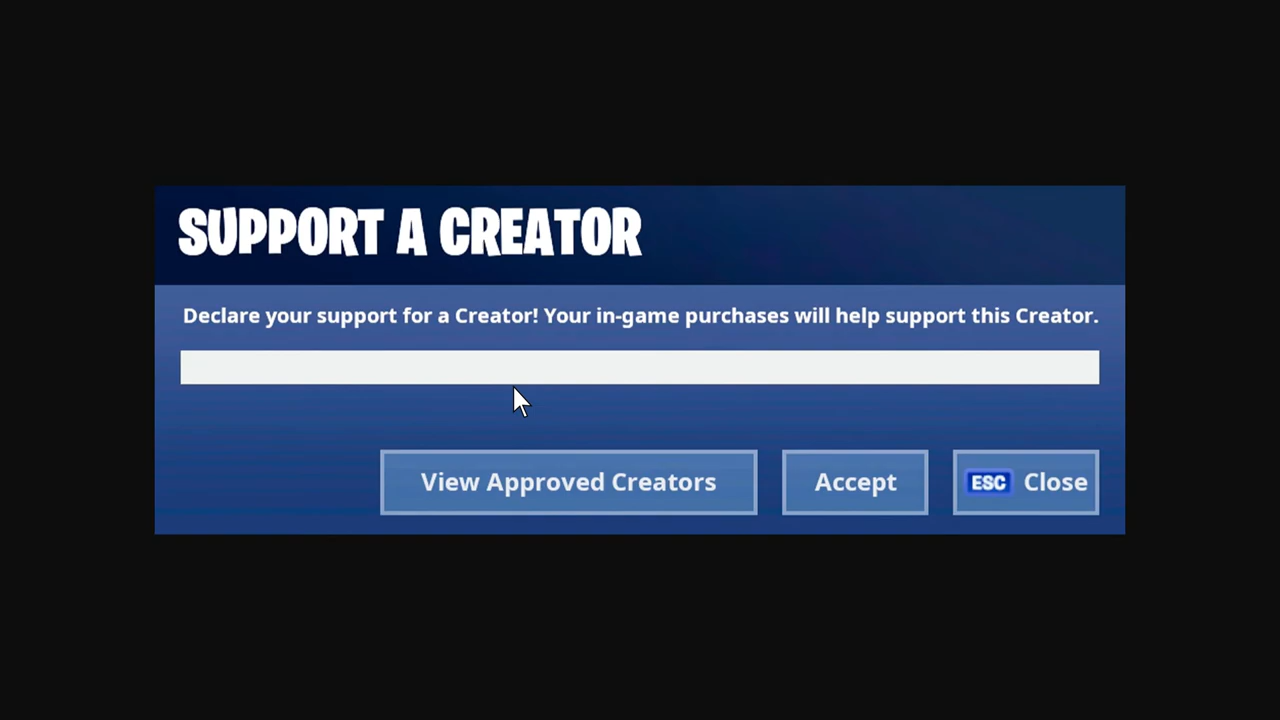 SUPPORT A CREATOR
Declare your support for a Creator! Your in-game purchases will help support this Creator.
View Approved Creators
Accept
ESC Close